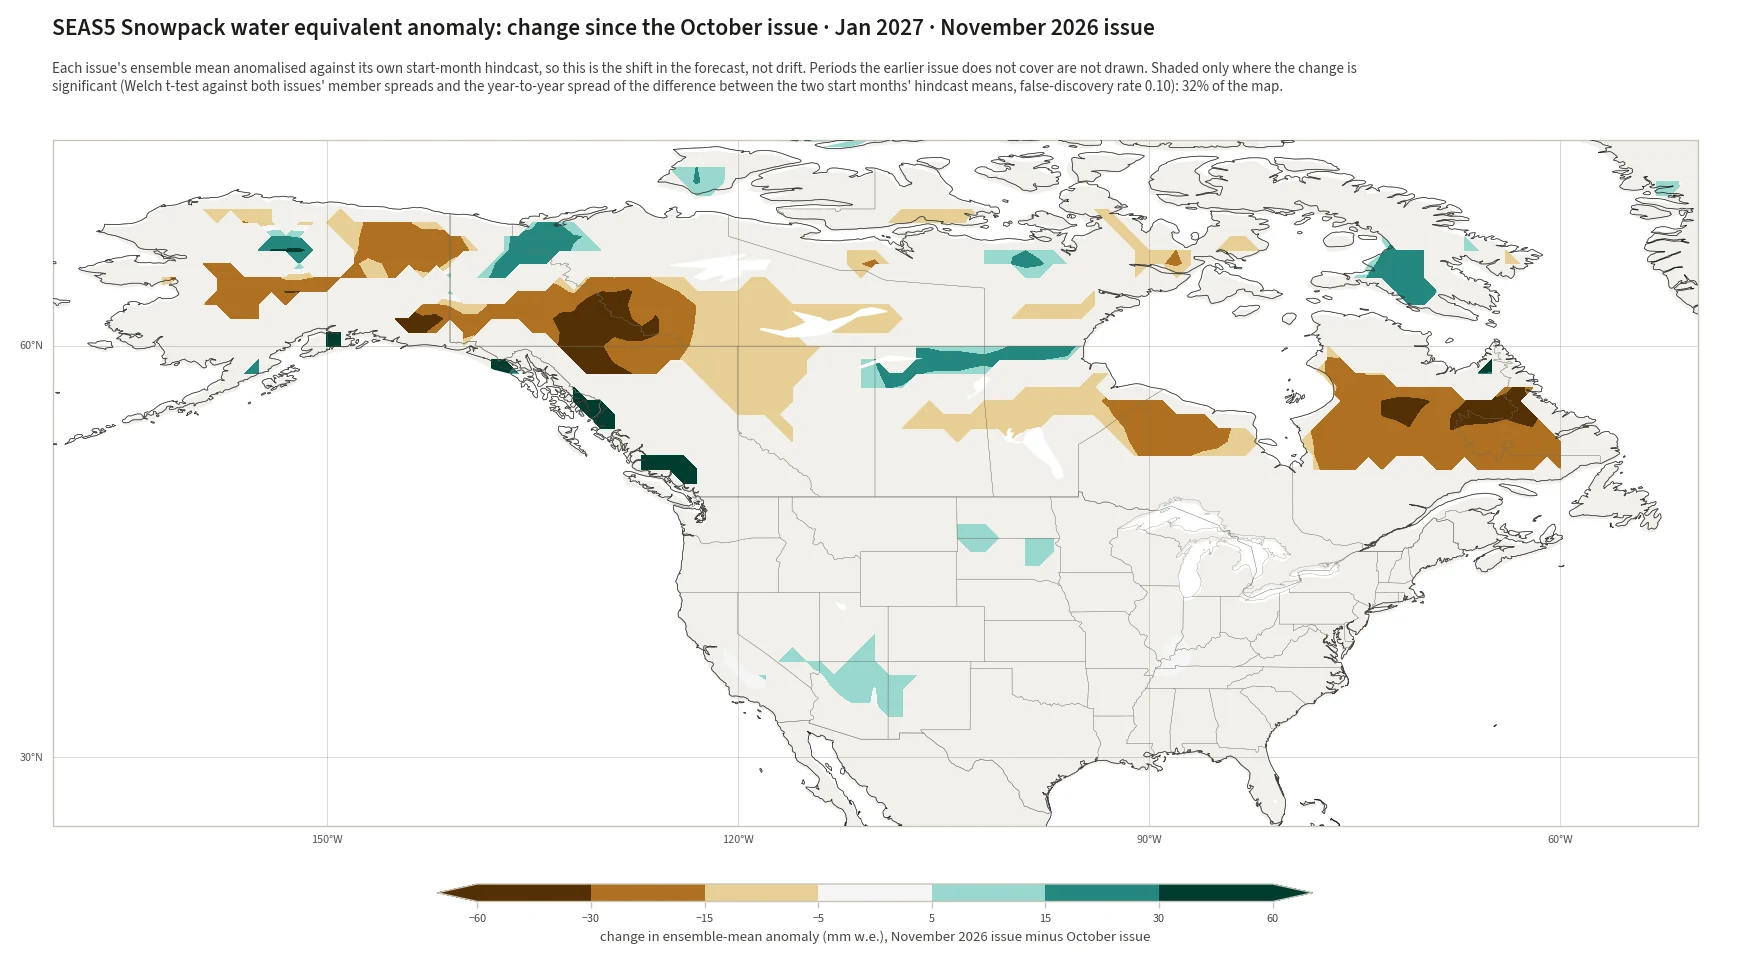 SEAS5 Snowpack water equivalent anomaly: change since the October issue · Jan 2027 · November 2026 issue
Each issue's ensemble mean anomalised against its own start-month hindcast, so this is the shift in the forecast, not drift. Periods the earlier issue does not cover are not drawn. Shaded only where the change is
significant (Welch t-test against both issues' member spreads and the year-to-year spread of the difference between the two start months' hindcast means, false-discovery rate 0.10): 32% of the map.
60°N
30°N
150°W 120°W 90°W 60°W
−60 −30 −15 −5 5 15 30 60
change in ensemble-mean anomaly (mm w.e.), November 2026 issue minus October issue